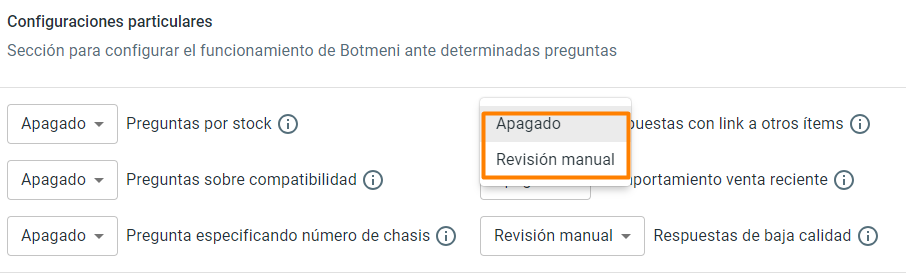 Configuraciones particulares
Sección para configurar el funcionamiento de Botmeni ante determinadas preguntas
Apagado Preguntas por stock
Apagado
puestas con link a otros ítems
Revisión manual
Apagado Preguntas sobre compatibilidad
portamiento venta reciente
Apagado Pregunta especificando número de chasis
Revisión manual Respuestas de baja calidad